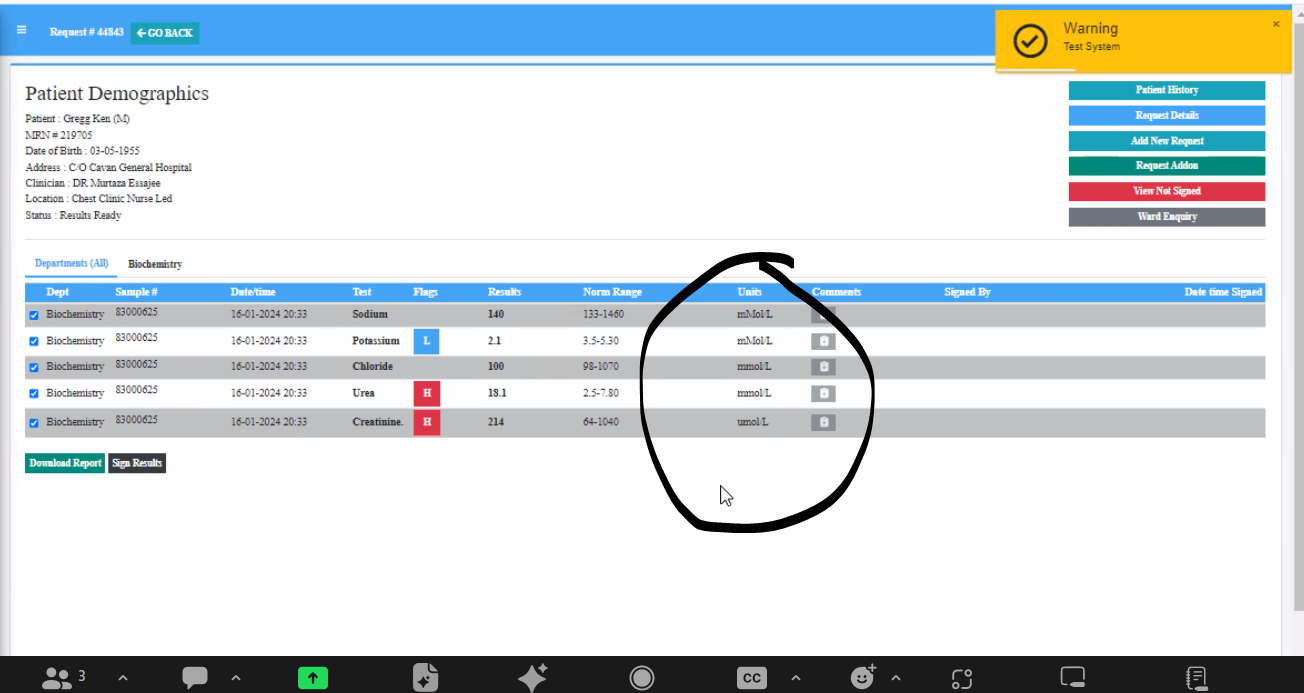 Request # 44843 GO BACK
Warning
Test System
×
Patient Demographics
Patient : Gregg Ken (M)
MRN # 219705
Date of Birth : 03-05-1955
Address : C/O Cavan General Hospital
Clinician : DR Murtaza Essajee
Location : Chest Clinic Nurse Led
Status : Results Ready
Patient History
Request Details
Add New Request
Request Addon
View Not Signed
Ward Enquiry
Departments (All) Biochemistry
Dept Sample # Date/time Test Flags Results Norm Range Units Comments Signed By Date time Signed
Biochemistry 83000625 16-01-2024 20:33 Sodium 140 133-1460 mMol/L
Biochemistry 83000625 16-01-2024 20:33 Potassium L 2.1 3.5-5.30 mMol/L
Biochemistry 83000625 16-01-2024 20:33 Chloride 100 98-1070 mmol/L
Biochemistry 83000625 16-01-2024 20:33 Urea H 18.1 2.5-7.80 mmol/L
Biochemistry 83000625 16-01-2024 20:33 Creatinine. H 214 64-1040 umol/L
Download Report Sign Results
3 CC